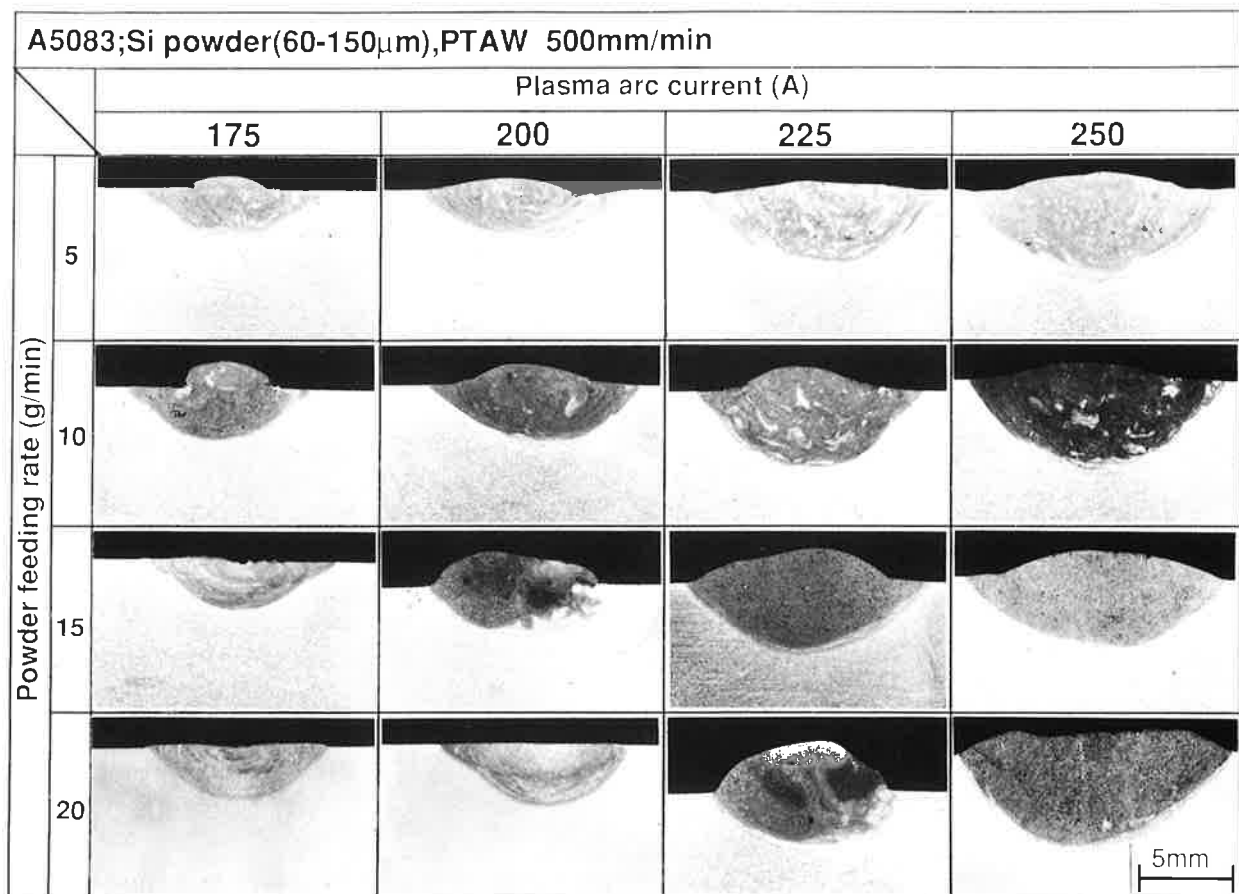 A5083;Si powder(60-150μm),PTAW 500mm/min
Plasma arc current (A)
175 200 225 250
Powder feeding rate (g/min)
5
10
15
20
5mm